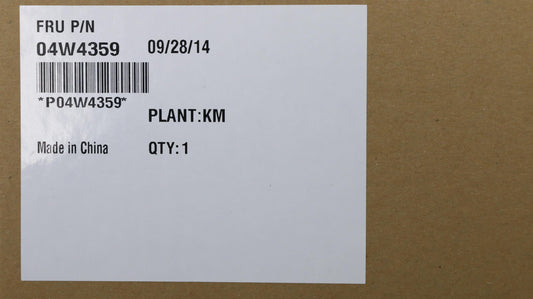 FRU P/N
04W4359 09/28/14
*P04W4359*
PLANT:KM
Made in China QTY:1